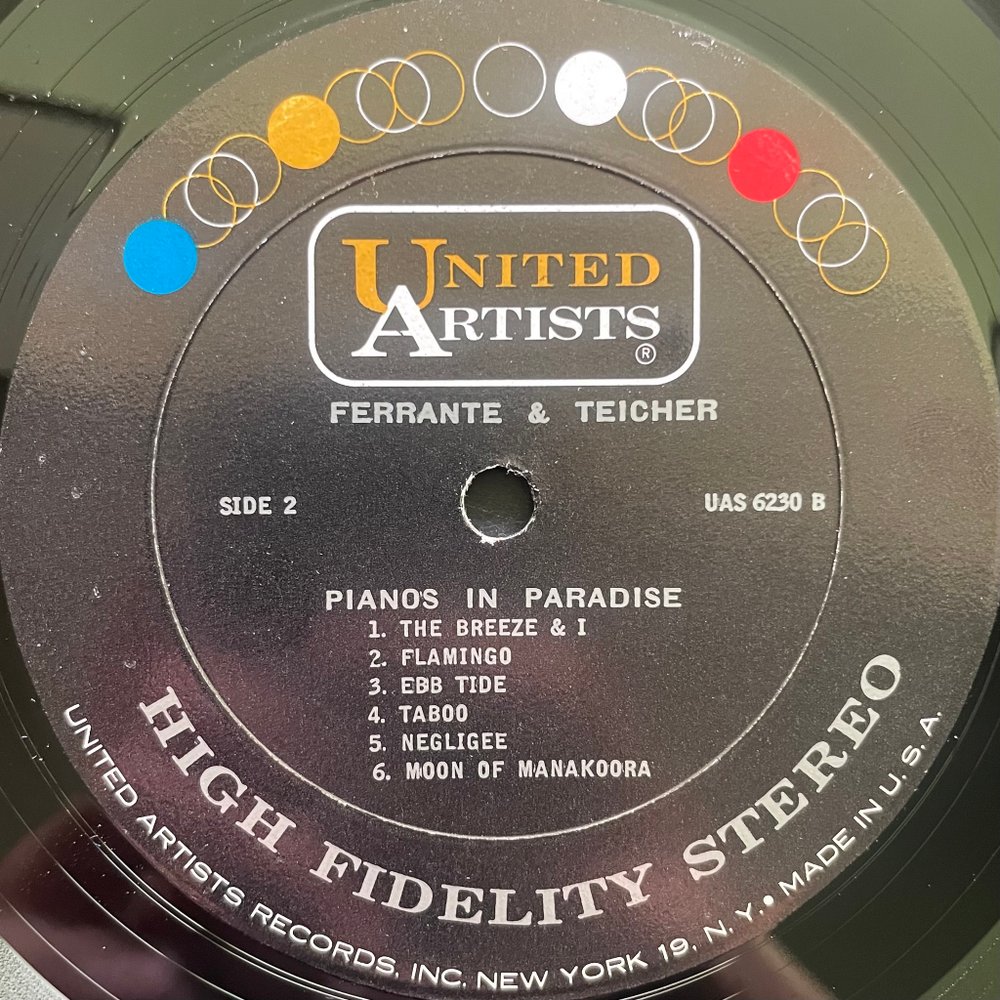 UNITED
ARTISTS
®
FERRANTE & TEICHER
SIDE 2
UAS 6230 B
PIANOS IN PARADISE
1. THE BREEZE & I
2. FLAMINGO
3. EBB TIDE
4. TABOO
5. NEGLIGEE
6. MOON OF MANAKOORA
HIGH FIDELITY STEREO
UNITED ARTISTS RECORDS, INC. NEW YORK 19, N. Y. • MADE IN U. S. A.